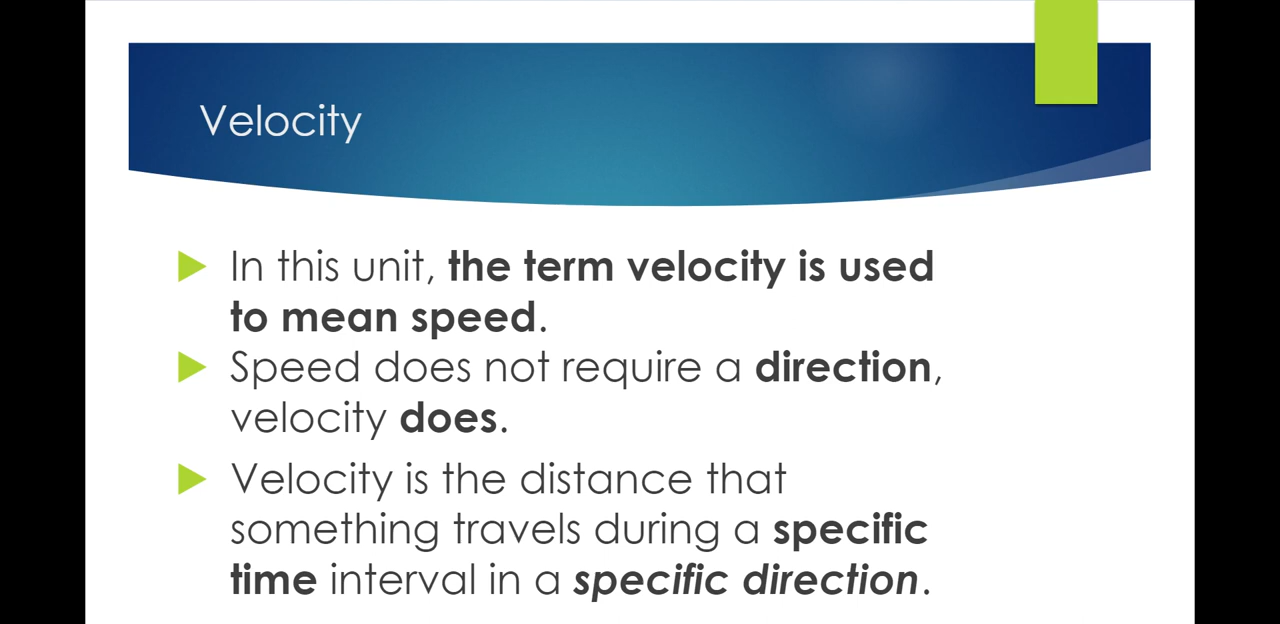 Velocity
In this unit, the term velocity is used
to mean speed.
Speed does not require a direction,
velocity does.
Velocity is the distance that
something travels during a specific
time interval in a specific direction.